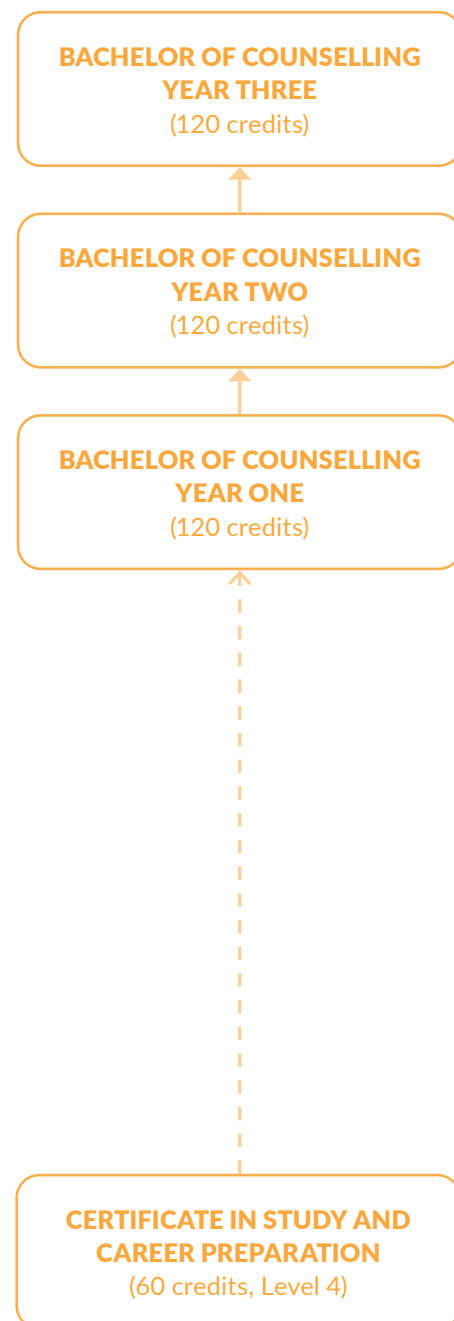 BACHELOR OF COUNSELLING
YEAR THREE
(120 credits)
BACHELOR OF COUNSELLING
YEAR TWO
(120 credits)
BACHELOR OF COUNSELLING
YEAR ONE
(120 credits)
CERTIFICATE IN STUDY AND
CAREER PREPARATION
(60 credits, Level 4)